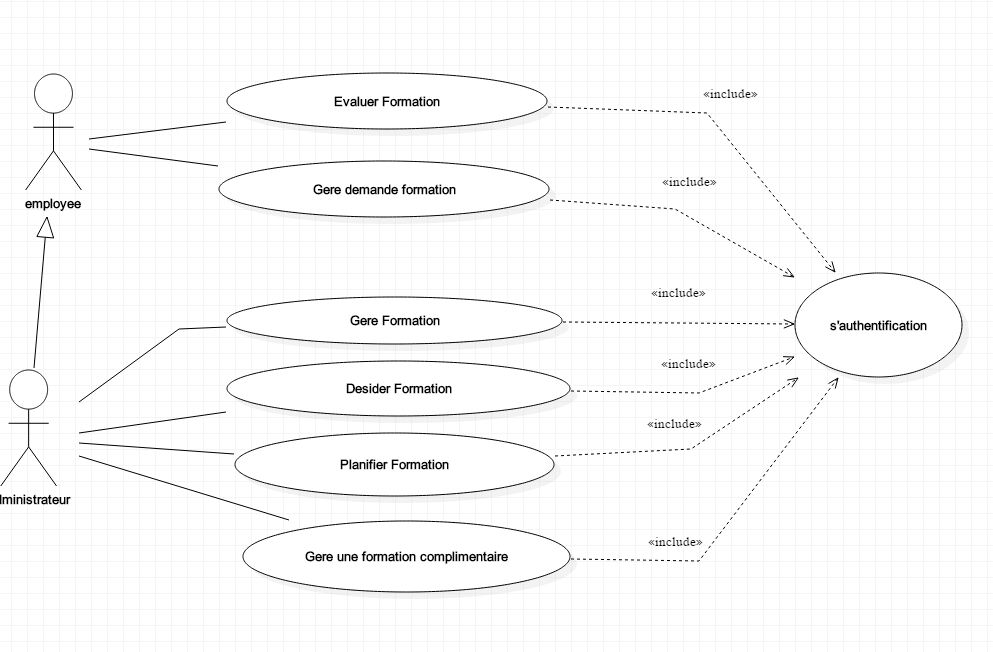 Evaluer Formation
«include»
Gere demande formation
«include»
employee
«include»
Gere Formation
s'authentification
«include»
Desider Formation
«include»
Planifier Formation
dministrateur
«include»
Gere une formation complimentaire